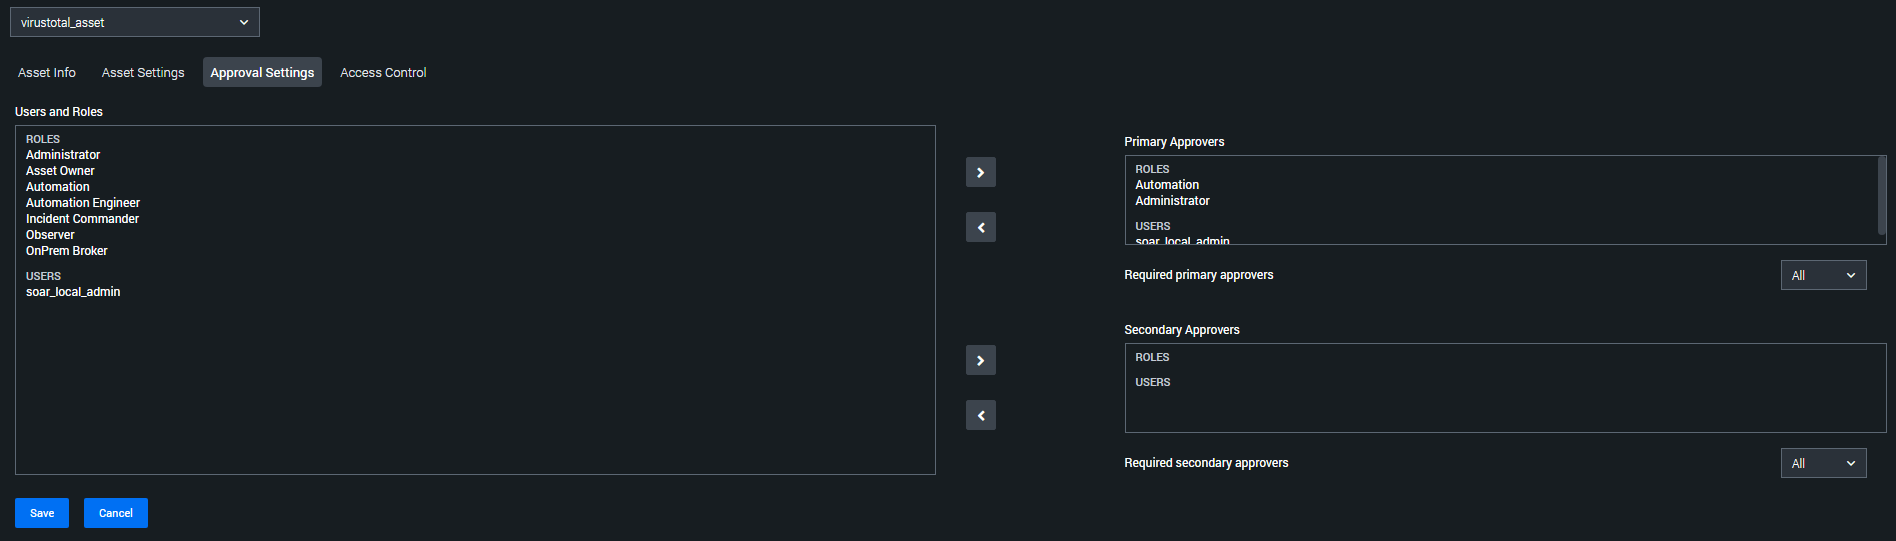 virustotal_asset
Asset Info Asset Settings Approval Settings Access Control
Users and Roles
ROLES
Administrator
Asset Owner
Automation
Automation Engineer
Incident Commander
Observer
OnPrem Broker
USERS
soar_local_admin
Primary Approvers
ROLES
Automation
Administrator
USERS
soar_local_admin
Required primary approvers All
Secondary Approvers
ROLES
USERS
Required secondary approvers All
Save Cancel